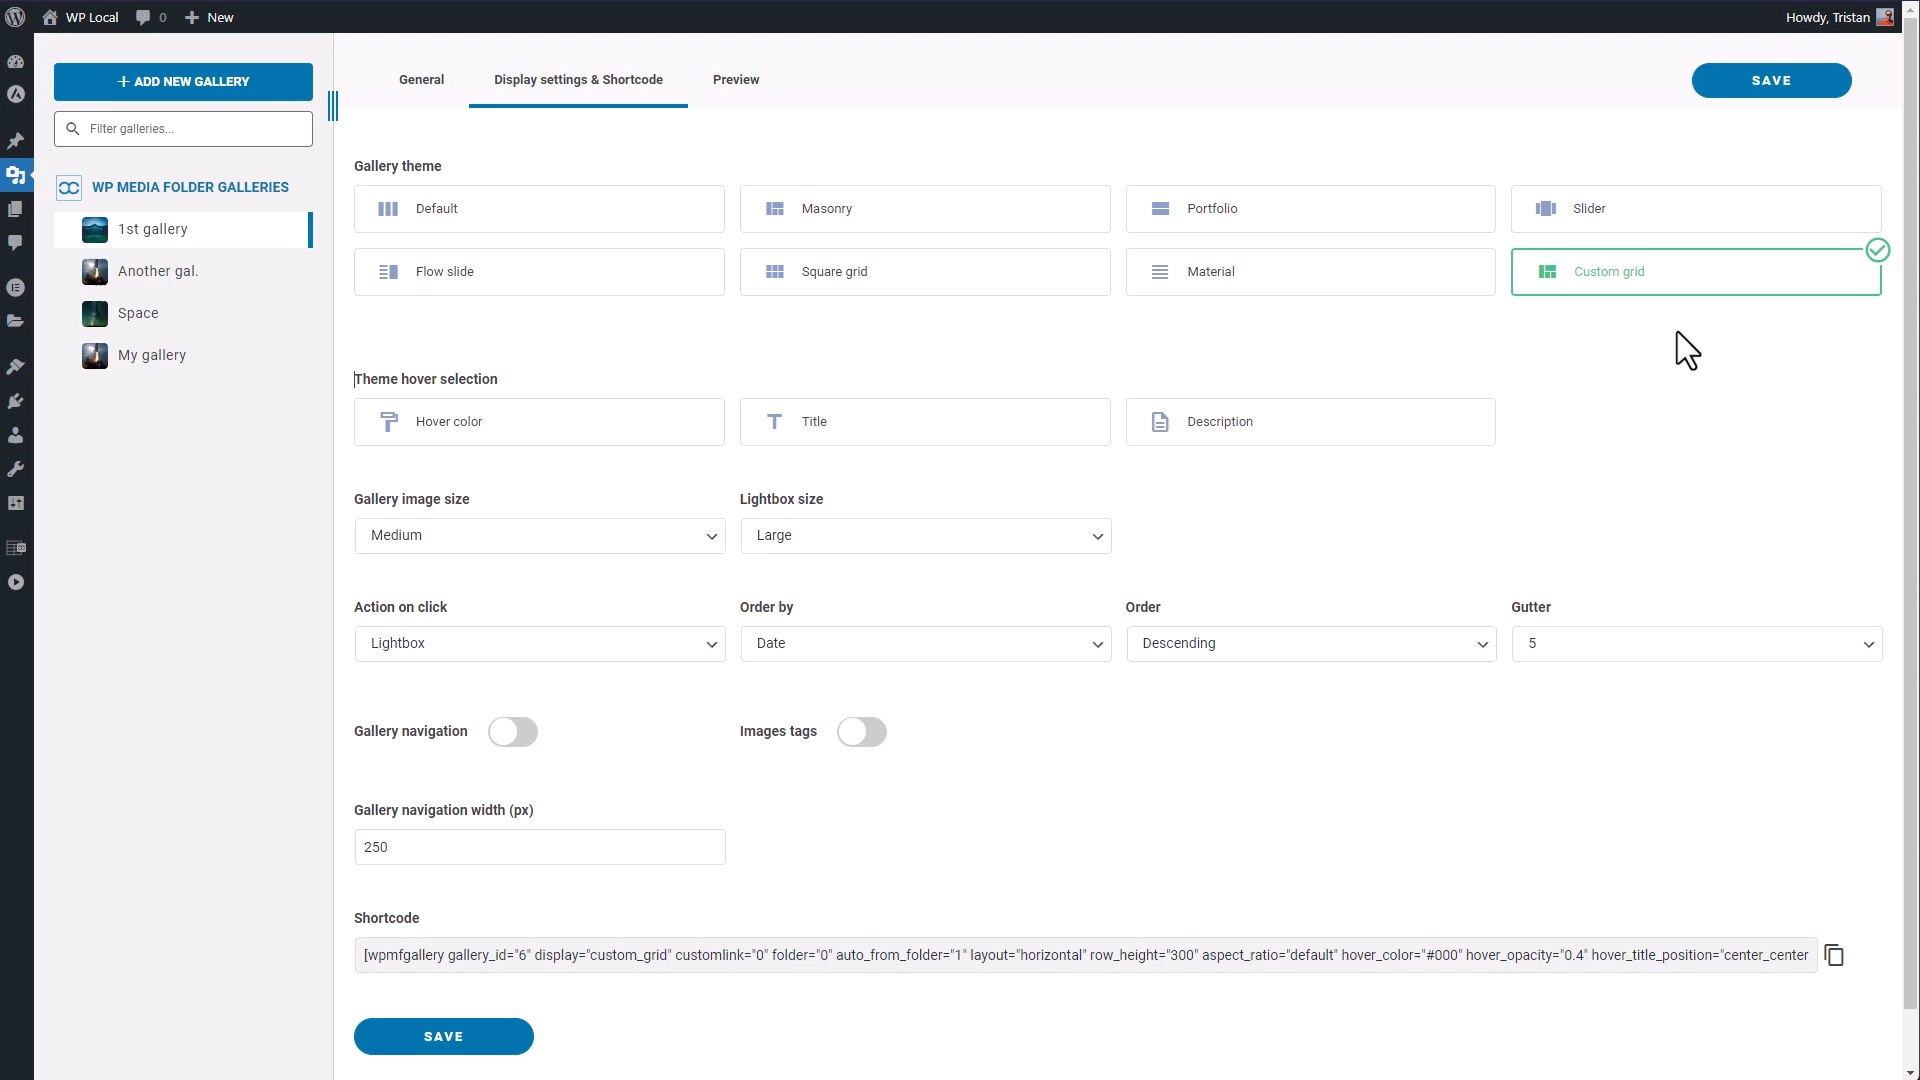 WP Local 0 New Howdy, Tristan
ADD NEW GALLERY
Filter galleries...
WP MEDIA FOLDER GALLERIES
1st gallery
Another gal.
Space
My gallery
General Display settings & Shortcode Preview SAVE
Gallery theme
Default Masonry Portfolio Slider
Flow slide Square grid Material Custom grid
Theme hover selection
Hover color Title Description
Gallery image size Lightbox size
Medium Large
Action on click Order by Order Gutter
Lightbox Date Descending 5
Gallery navigation Images tags
Gallery navigation width (px)
250
Shortcode
[wpmfgallery gallery_id="6" display="custom_grid" customlink="0" folder="0" auto_from_folder="1" layout="horizontal" row_height="300" aspect_ratio="default" hover_color="#000" hover_opacity="0.4" hover_title_position="center_center
SAVE